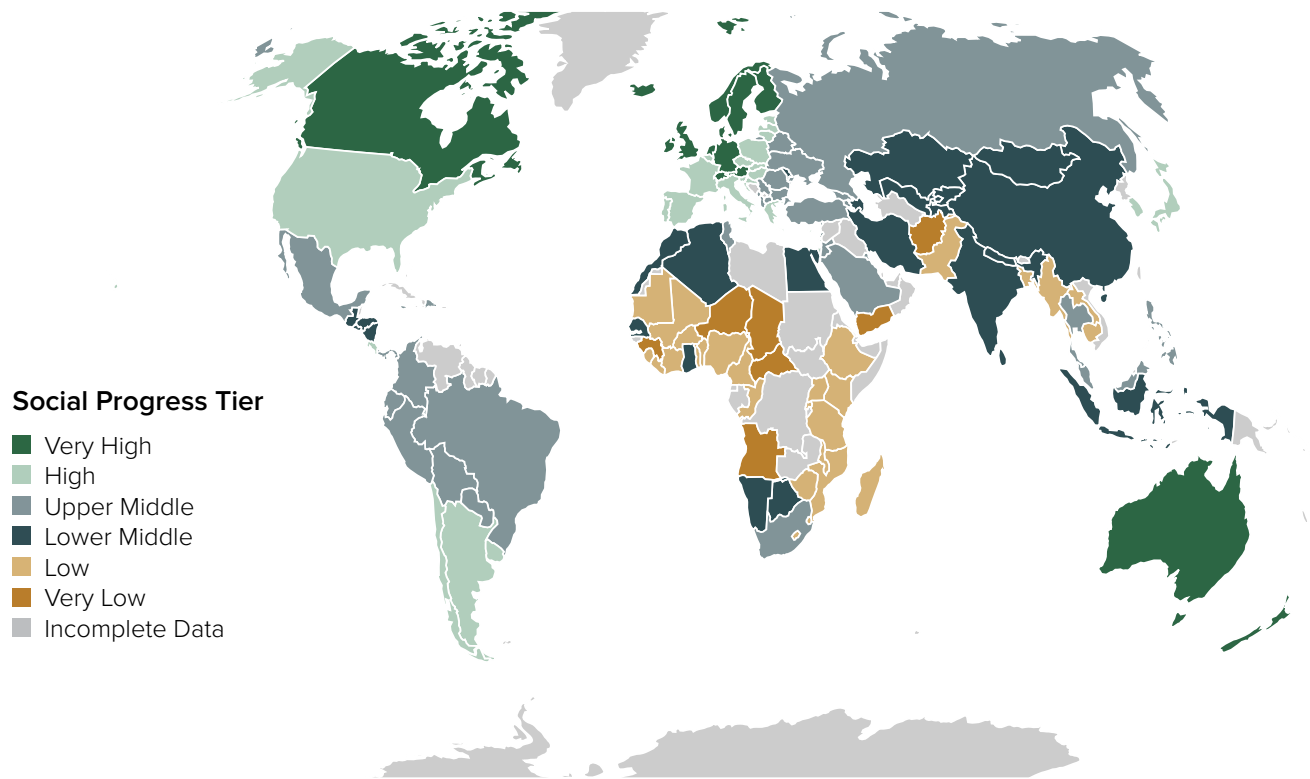 Social Progress Tier
Very High
High
Upper Middle
Lower Middle
Low
Very Low
Incomplete Data